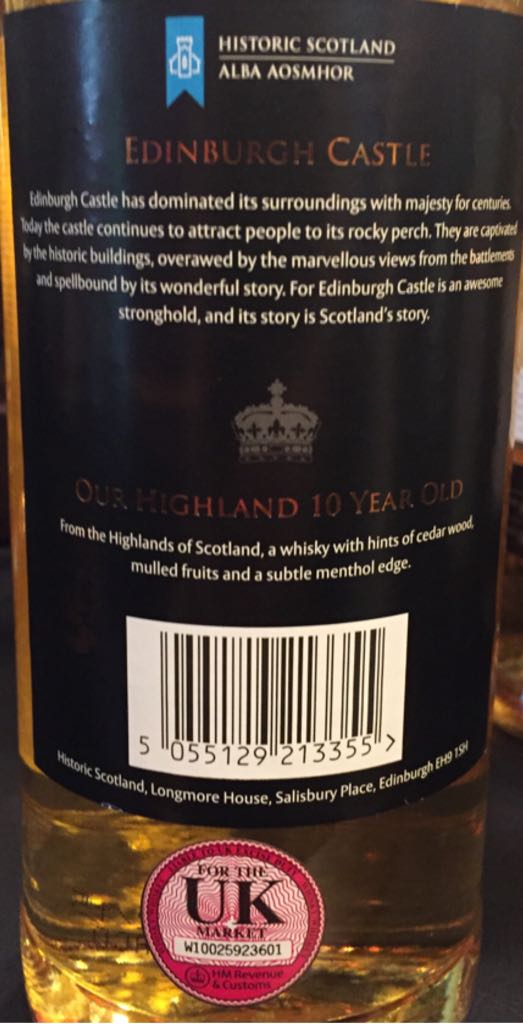 HISTORIC SCOTLAND
ALBA AOSMHOR
EDINBURGH CASTLE
Edinburgh Castle has dominated its surroundings with majesty for centuries.
Today the castle continues to attract people to its rocky perch. They are captivated
by the historic buildings, overawed by the marvellous views from the battlements
and spellbound by its wonderful story. For Edinburgh Castle is an awesome
stronghold, and its story is Scotland's story.
OUR HIGHLAND 10 YEAR OLD
From the Highlands of Scotland, a whisky with hints of cedar wood,
mulled fruits and a subtle menthol edge.
5 055129 213355 >
Historic Scotland, Longmore House, Salisbury Place, Edinburgh EH9 1SH
FOR THE
UK
MARKET
W10025923601
HM Revenue
& Customs